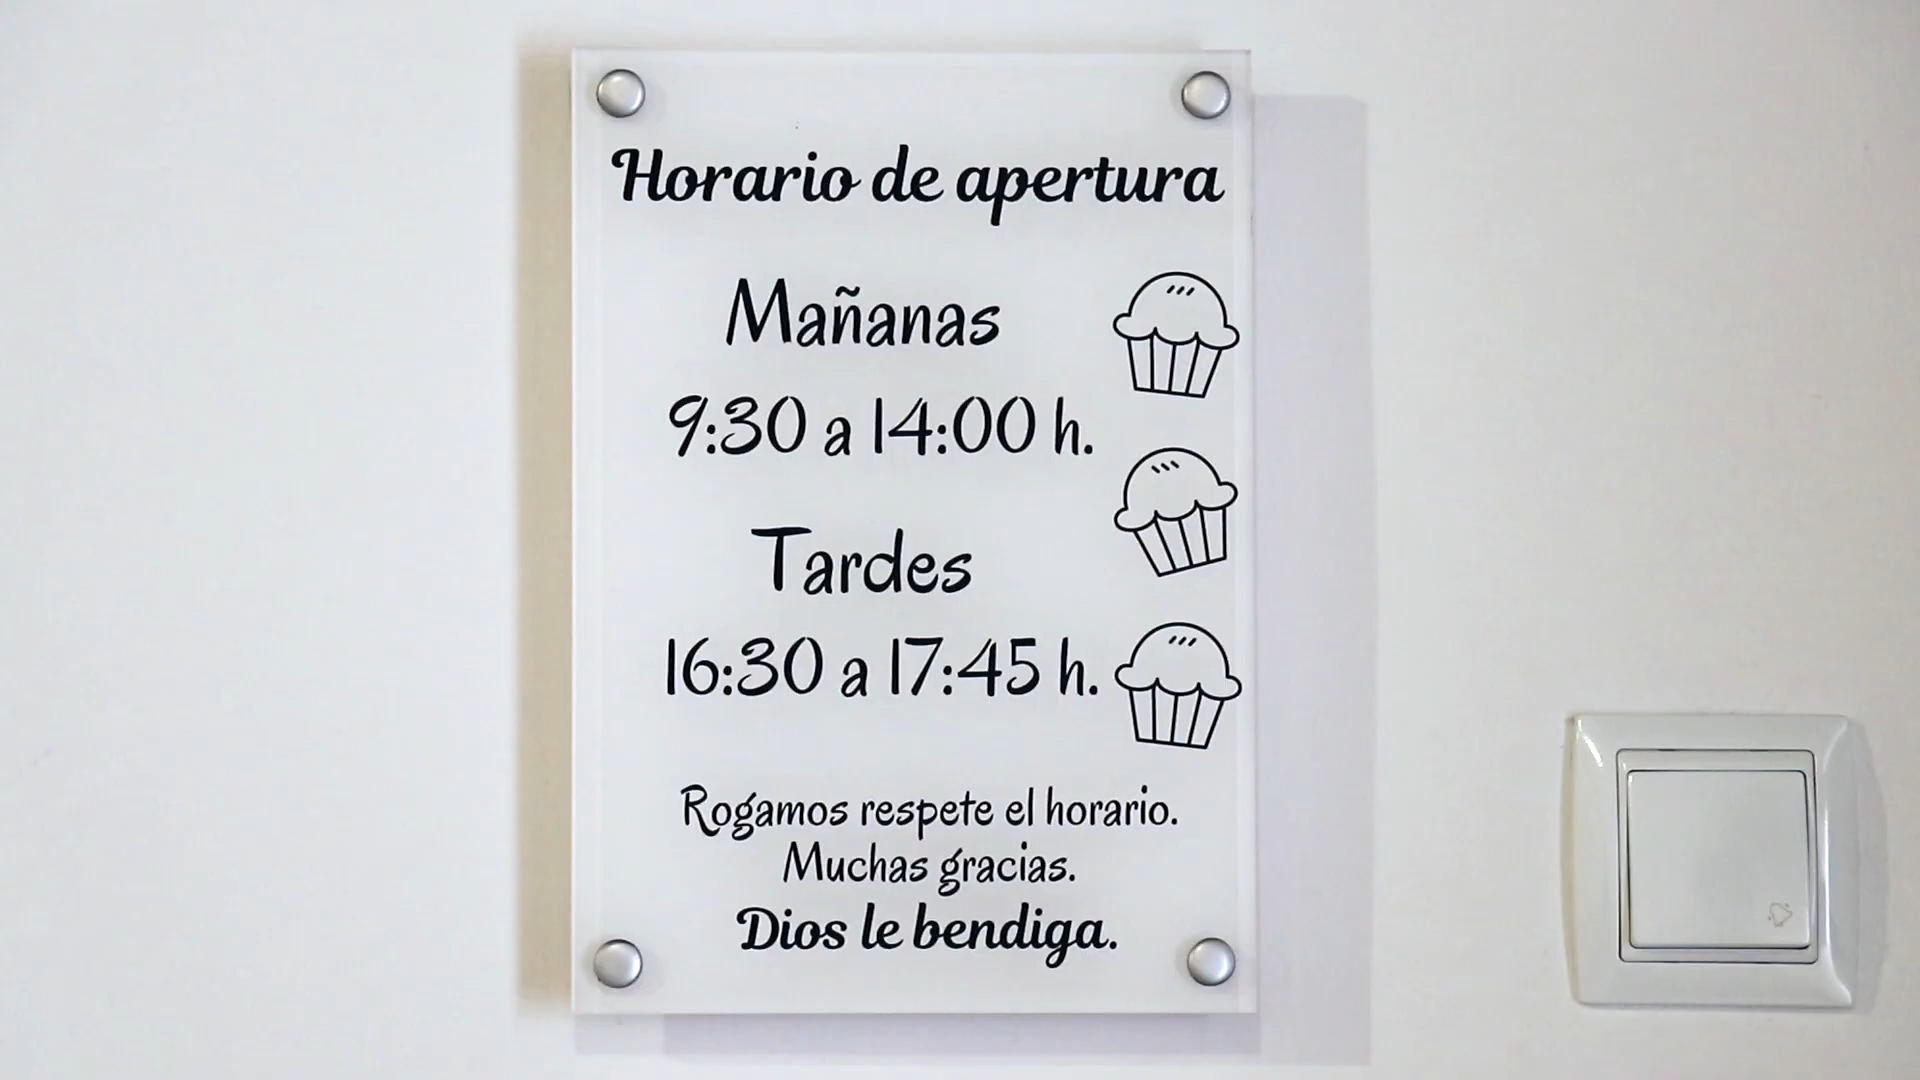 Horario de apertura
Mañanas
9:30 a 14:00 h.
Tardes
16:30 a 17:45 h.
Rogamos respete el horario.
Muchas gracias.
Dios le bendiga.